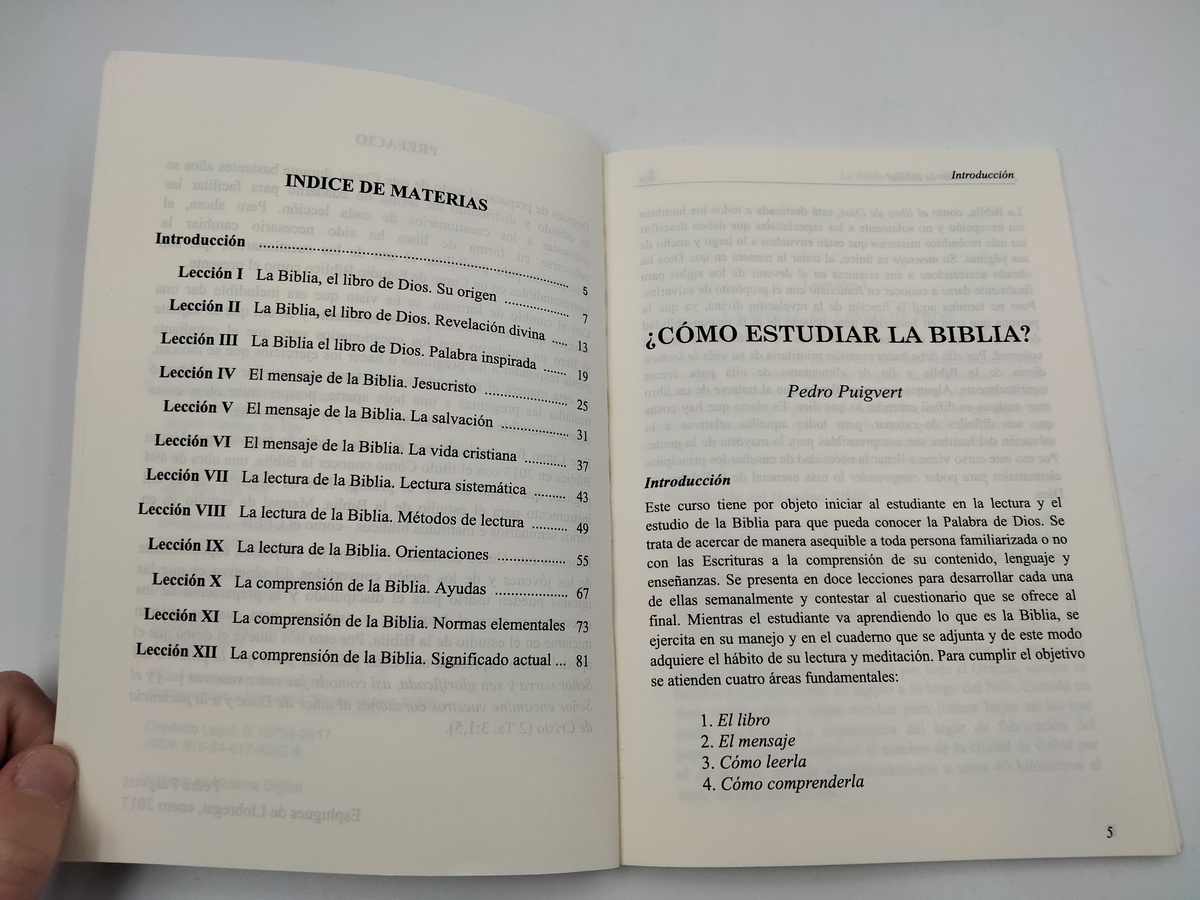 INDICE DE MATERIAS
Introducción .......... 5
Lección I La Biblia, el libro de Dios. Su origen .......... 7
Lección II La Biblia, el libro de Dios. Revelación divina ..... 13
Lección III La Biblia el libro de Dios. Palabra inspirada ....... 19
Lección IV El mensaje de la Biblia. Jesucristo .......... 25
Lección V El mensaje de la Biblia. La salvación .......... 31
Lección VI El mensaje de la Biblia. La vida cristiana .......... 37
Lección VII La lectura de la Biblia. Lectura sistemática ........ 43
Lección VIII La lectura de la Biblia. Métodos de lectura ......... 49
Lección IX La lectura de la Biblia. Orientaciones .......... 55
Lección X La comprensión de la Biblia. Ayudas .......... 67
Lección XI La comprensión de la Biblia. Normas elementales 73
Lección XII La comprensión de la Biblia. Significado actual ... 81
Introducción
¿CÓMO ESTUDIAR LA BIBLIA?
Pedro Puigvert
Introducción
Este curso tiene por objeto iniciar al estudiante en la lectura y el
estudio de la Biblia para que pueda conocer la Palabra de Dios. Se
trata de acercar de manera asequible a toda persona familiarizada o no
con las Escrituras a la comprensión de su contenido, lenguaje y
enseñanzas. Se presenta en doce lecciones para desarrollar cada una
de ellas semanalmente y contestar al cuestionario que se ofrece al
final. Mientras el estudiante va aprendiendo lo que es la Biblia, se
ejercita en su manejo y en el cuaderno que se adjunta y de este modo
adquiere el hábito de su lectura y meditación. Para cumplir el objetivo
se atienden cuatro áreas fundamentales:
1. El libro
2. El mensaje
3. Cómo leerla
4. Cómo comprenderla
5